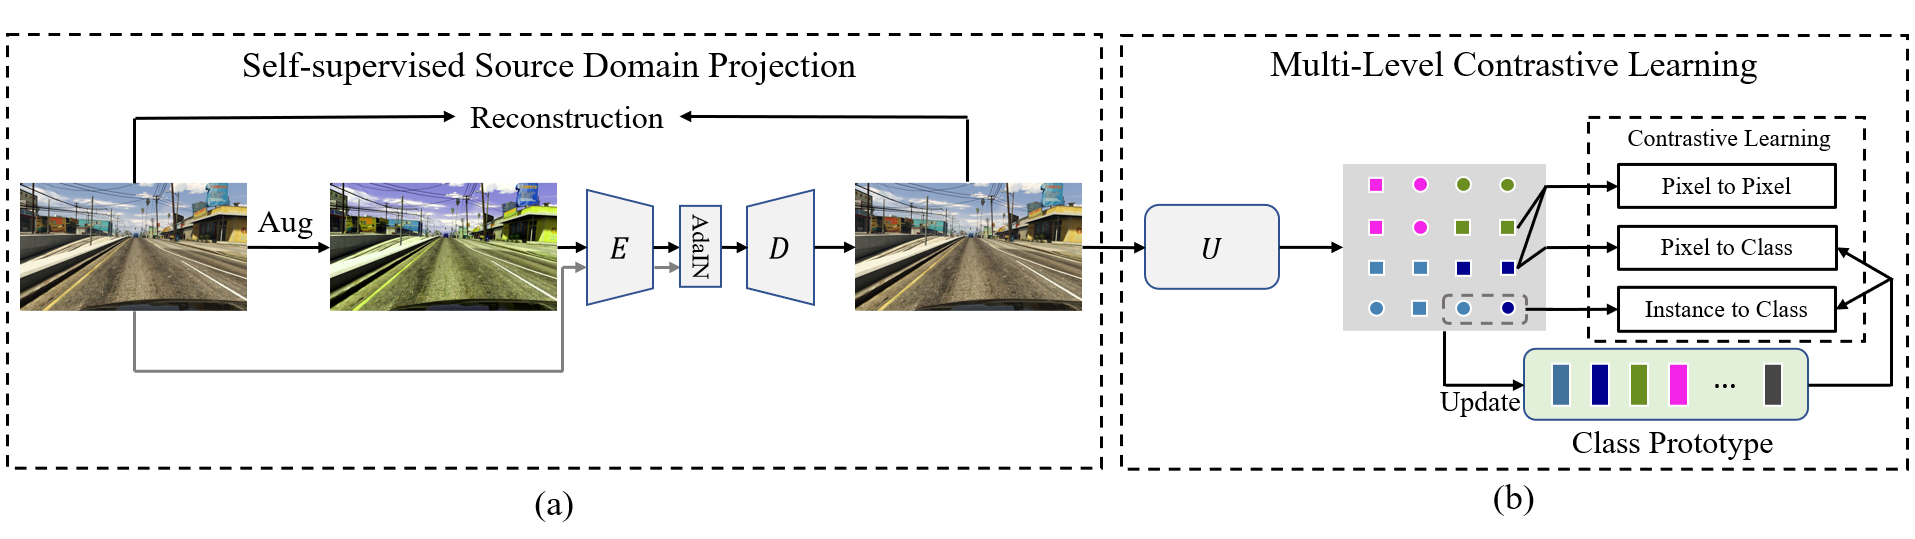 Self-supervised Source Domain Projection
Reconstruction
Aug
E
AdaIN
D
(a)
Multi-Level Contrastive Learning
U
Contrastive Learning
Pixel to Pixel
Pixel to Class
Instance to Class
Update
...
Class Prototype
(b)